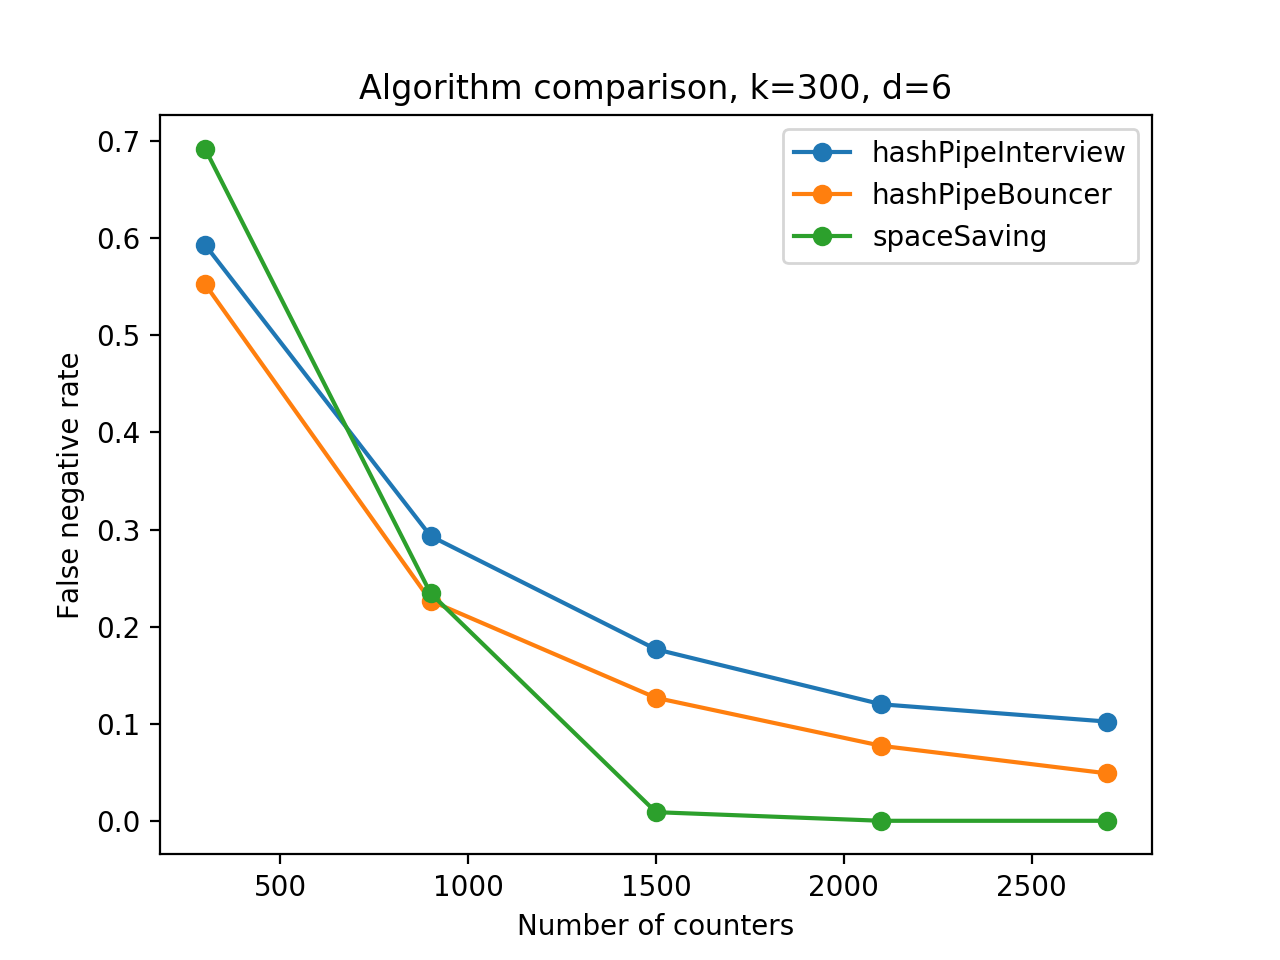 Algorithm comparison, k=300, d=6
hashPipeInterview
hashPipeBouncer
spaceSaving
False negative rate
0.7
0.6
0.5
0.4
0.3
0.2
0.1
0.0
500 1000 1500 2000 2500
Number of counters